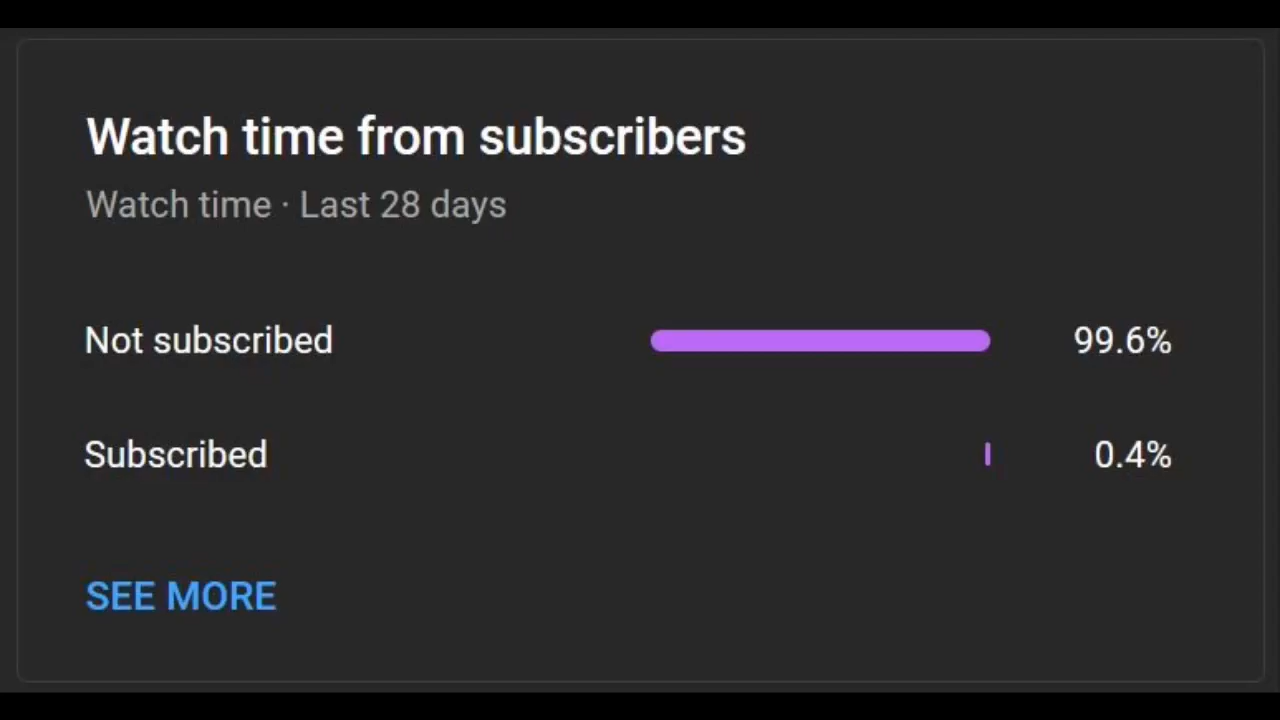 Watch time from subscribers
Watch time · Last 28 days
Not subscribed 99.6%
Subscribed 0.4%
SEE MORE